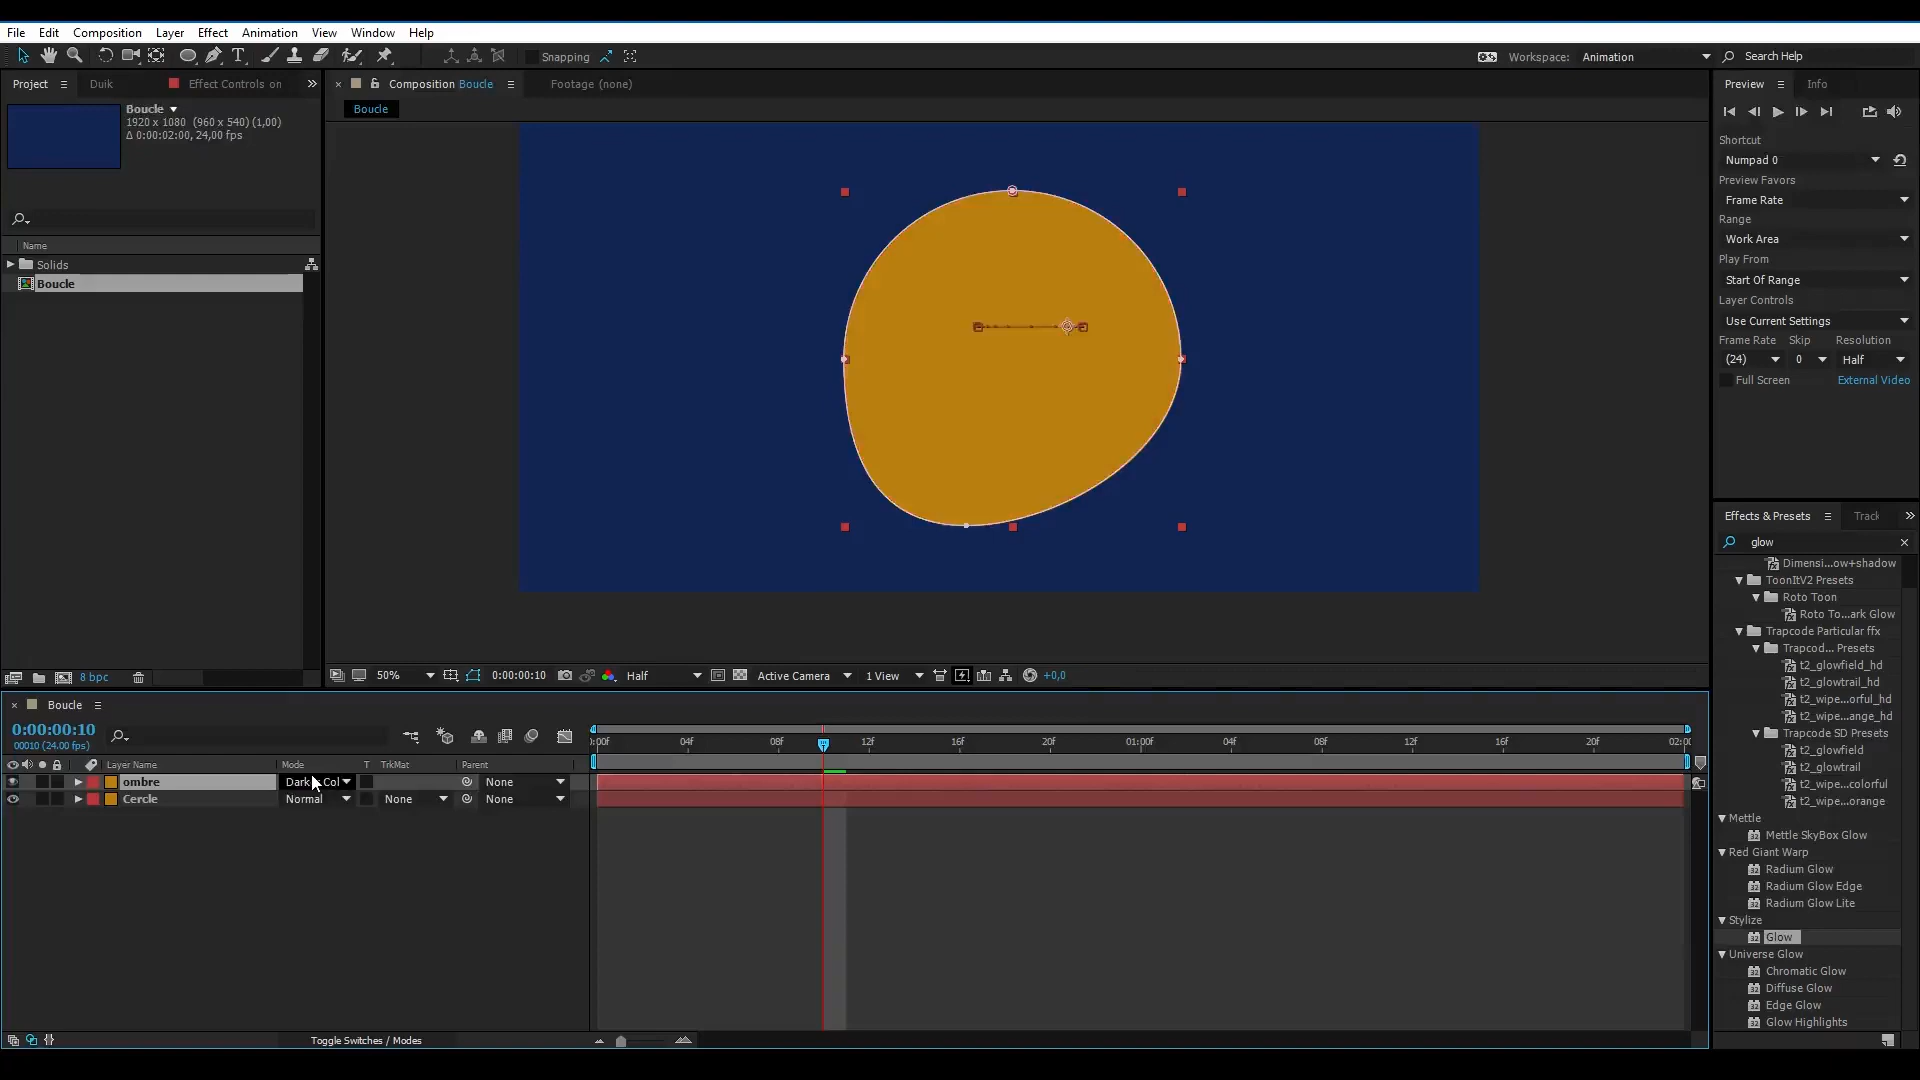 File Edit Composition Layer Effect Animation View Window Help
Snapping Workspace: Animation Search Help
Project Duik Effect Controls on
Composition Boucle Footage (none)
Preview Info
Boucle
1920 x 1080 (960 x 540) (1,00)
Δ 0:00:02:00, 24,00 fps
Boucle
Shortcut
Numpad 0
Preview Favors
Frame Rate
Range
Work Area
Play From
Start Of Range
Layer Controls
Use Current Settings
Frame Rate Skip Resolution
(24) 0 Half
Full Screen External Video
Name
Solids
Boucle
8 bpc
50% 0:00:00:10 Half Active Camera 1 View +0,0
Effects & Presets Track
glow
Dimensi...ow+shadow
ToonItV2 Presets
Roto Toon
Roto To...ark Glow
Trapcode Particular ffx
Trapcod... Presets
t2_glowfield_hd
t2_glowtrail_hd
t2_wipe...orful_hd
t2_wipe...ange_hd
Trapcode SD Presets
t2_glowfield
t2_glowtrail
t2_wipe...colorful
t2_wipe...orange
Mettle
Mettle SkyBox Glow
Red Giant Warp
Radium Glow
Radium Glow Edge
Radium Glow Lite
Stylize
Glow
Universe Glow
Chromatic Glow
Diffuse Glow
Edge Glow
Glow Highlights
Boucle
0:00:00:10
00010 (24.00 fps)
:00f 04f 08f 12f 16f 20f 01:00f 04f 08f 12f 16f 20f 02:00
Layer Name Mode T TrkMat Parent
ombre Dark Col None
Cercle Normal None None
Toggle Switches / Modes